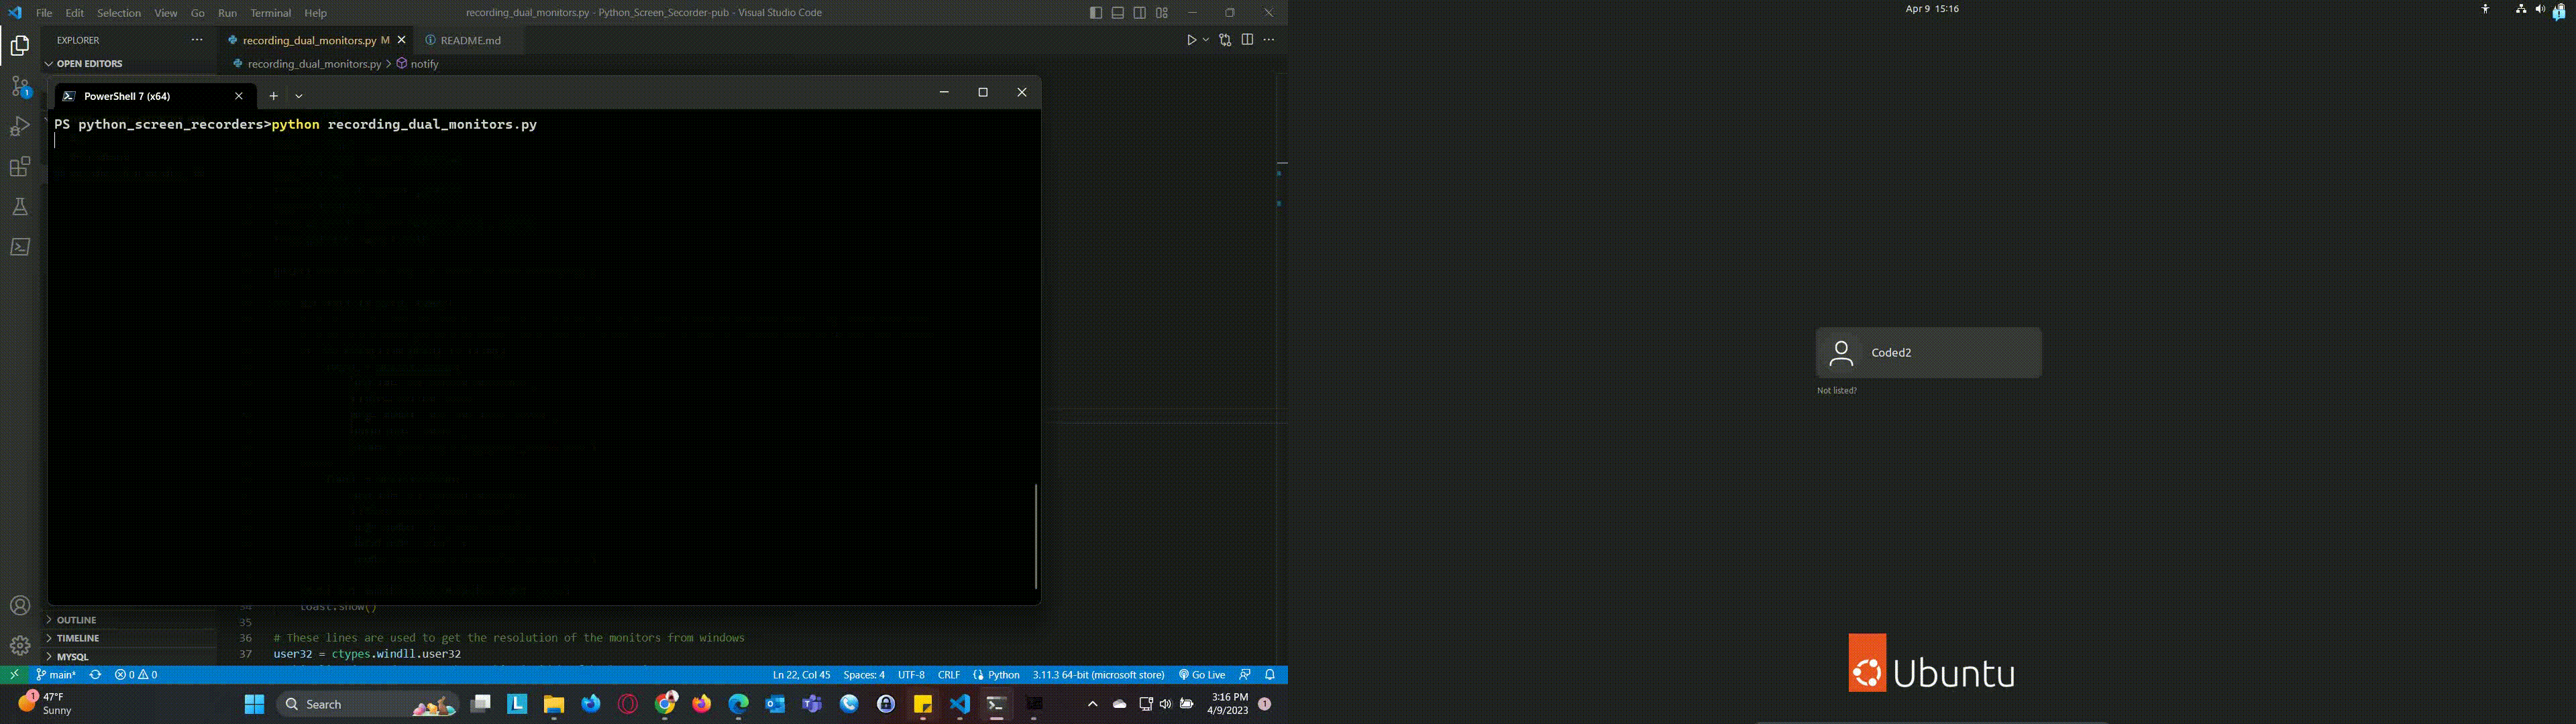 File Edit Selection View Go Run Terminal Help
recording_dual_monitors.py - Python_Screen_Secorder-pub - Visual Studio Code
EXPLORER
recording_dual_monitors.py M
README.md
OPEN EDITORS
recording_dual_monitors.py > notify
PowerShell 7 (x64)
PS python_screen_recorders>python recording_dual_monitors.py
34 toast.show()
35
36 # These lines are used to get the resolution of the monitors from windows
37 user32 = ctypes.windll.user32
OUTLINE
TIMELINE
MYSQL
1
main*
0 0
Ln 22, Col 45 Spaces: 4 UTF-8 CRLF Python 3.11.3 64-bit (microsoft store) Go Live
1
47°F
Sunny
Search
3:16 PM
4/9/2023
1
Apr 9 15:16
Coded2
Not listed?
Ubuntu